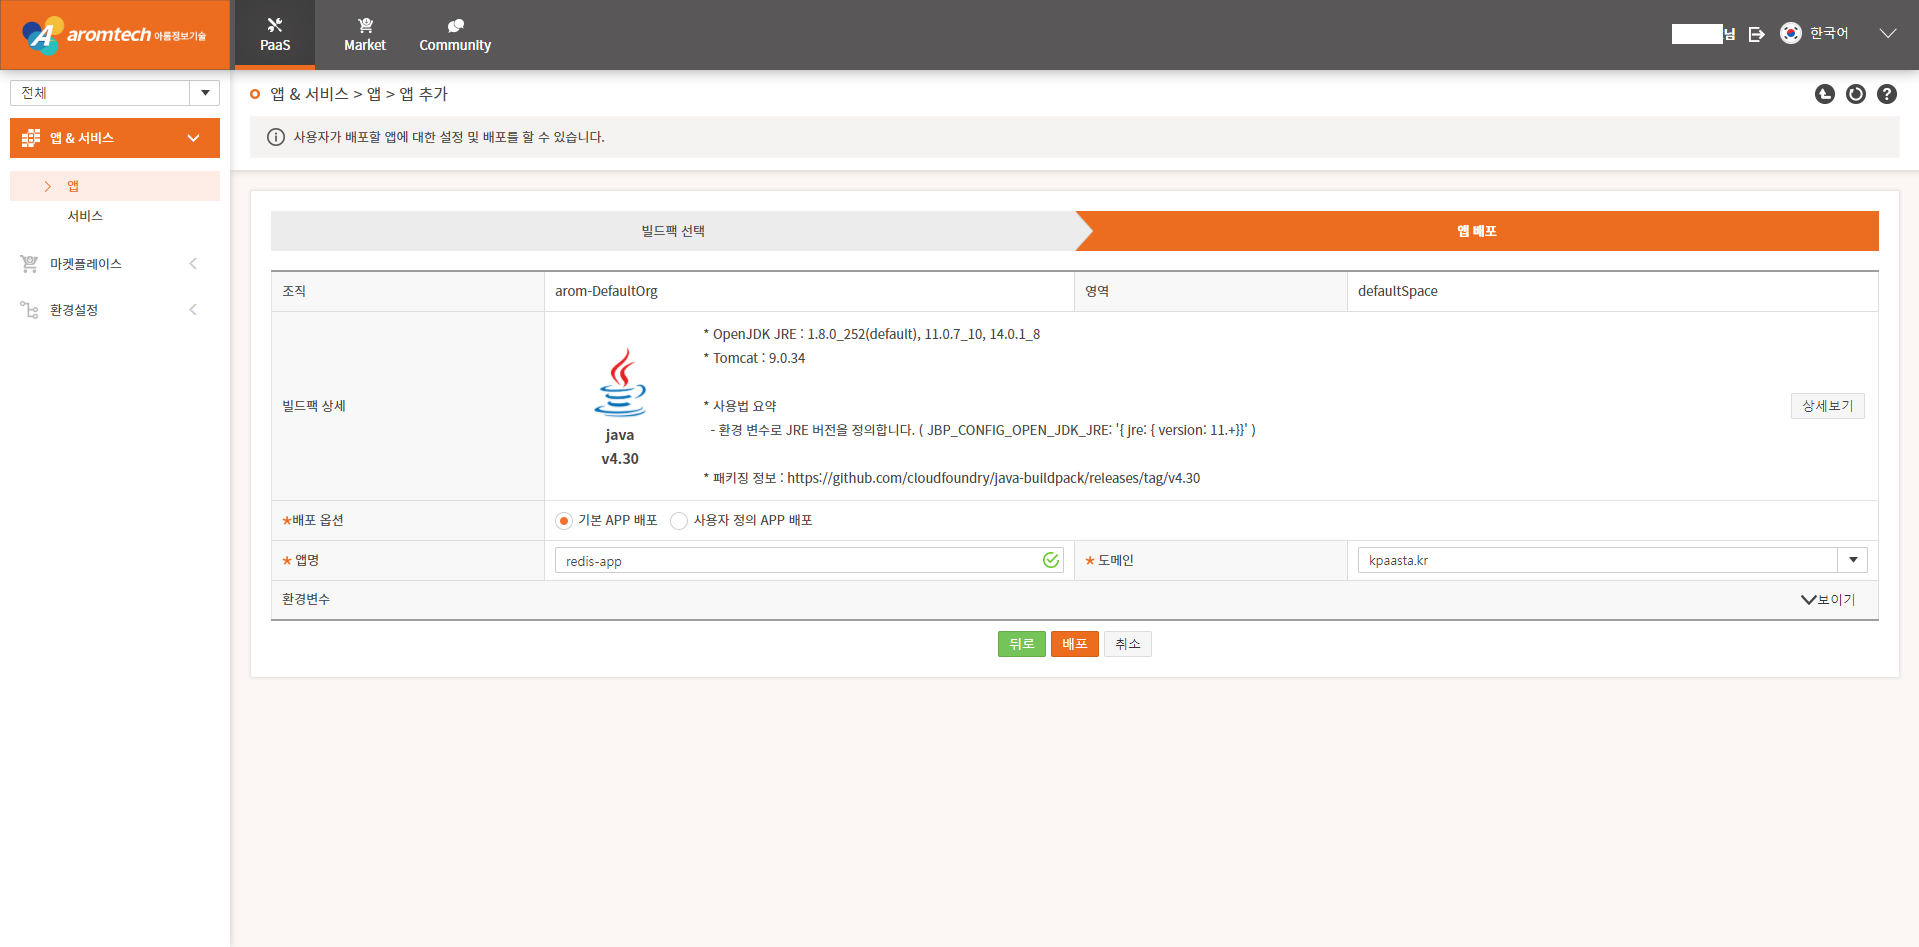 aromtech 아롬정보기술
PaaS
Market
Community
님
한국어
전체
앱 & 서비스
앱
서비스
마켓플레이스
환경설정
앱 & 서비스 > 앱 > 앱 추가
사용자가 배포할 앱에 대한 설정 및 배포를 할 수 있습니다.
빌드팩 선택
앱 배포
조직
arom-DefaultOrg
영역
defaultSpace
빌드팩 상세
java
v4.30
* OpenJDK JRE : 1.8.0_252(default), 11.0.7_10, 14.0.1_8
* Tomcat : 9.0.34
* 사용법 요약
- 환경 변수로 JRE 버전을 정의합니다. ( JBP_CONFIG_OPEN_JDK_JRE: '{ jre: { version: 11.+}}' )
* 패키징 정보 : https://github.com/cloudfoundry/java-buildpack/releases/tag/v4.30
상세보기
*배포 옵션
기본 APP 배포
사용자 정의 APP 배포
* 앱명
redis-app
* 도메인
kpaasta.kr
환경변수
보이기
뒤로
배포
취소